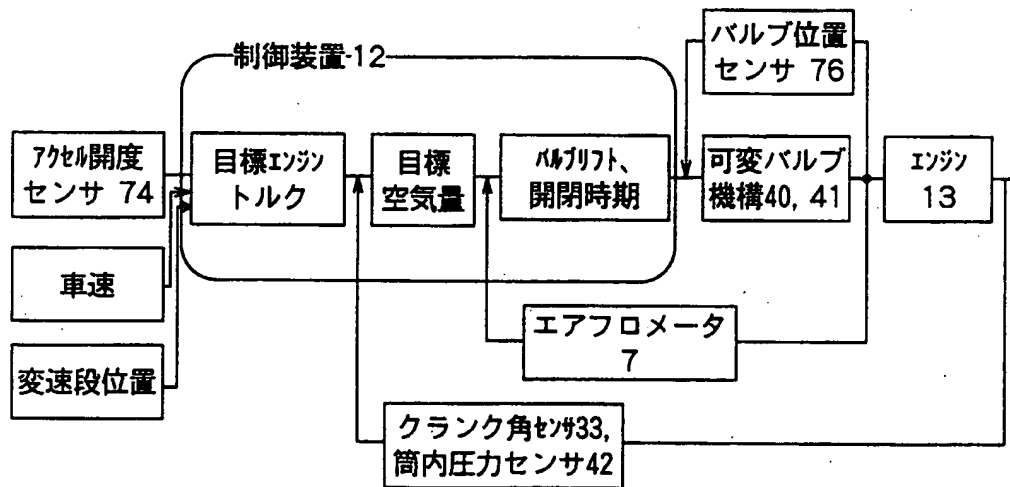 制御装置 12
バルブ位置
センサ 76
アクセル開度
センサ 74
目標エンジン
トルク
目標
空気量
バルブリフト、
開閉時期
可変バルブ
機構40, 41
エンジン
13
車速
変速段位置
エアフロメータ
7
クランク角センサ33,
筒内圧力センサ42